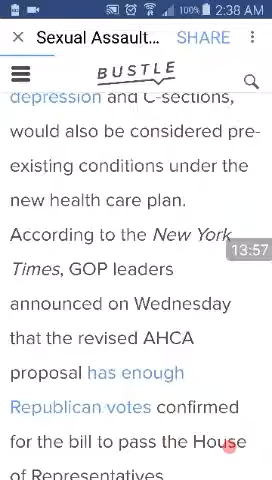 100% 2:38 AM
× Sexual Assault... SHARE
BUSTLE
depression and C-sections,
would also be considered pre-
existing conditions under the
new health care plan.
According to the New York
13:57
Times, GOP leaders
announced on Wednesday
that the revised AHCA
proposal has enough
Republican votes confirmed
for the bill to pass the House
of Representatives